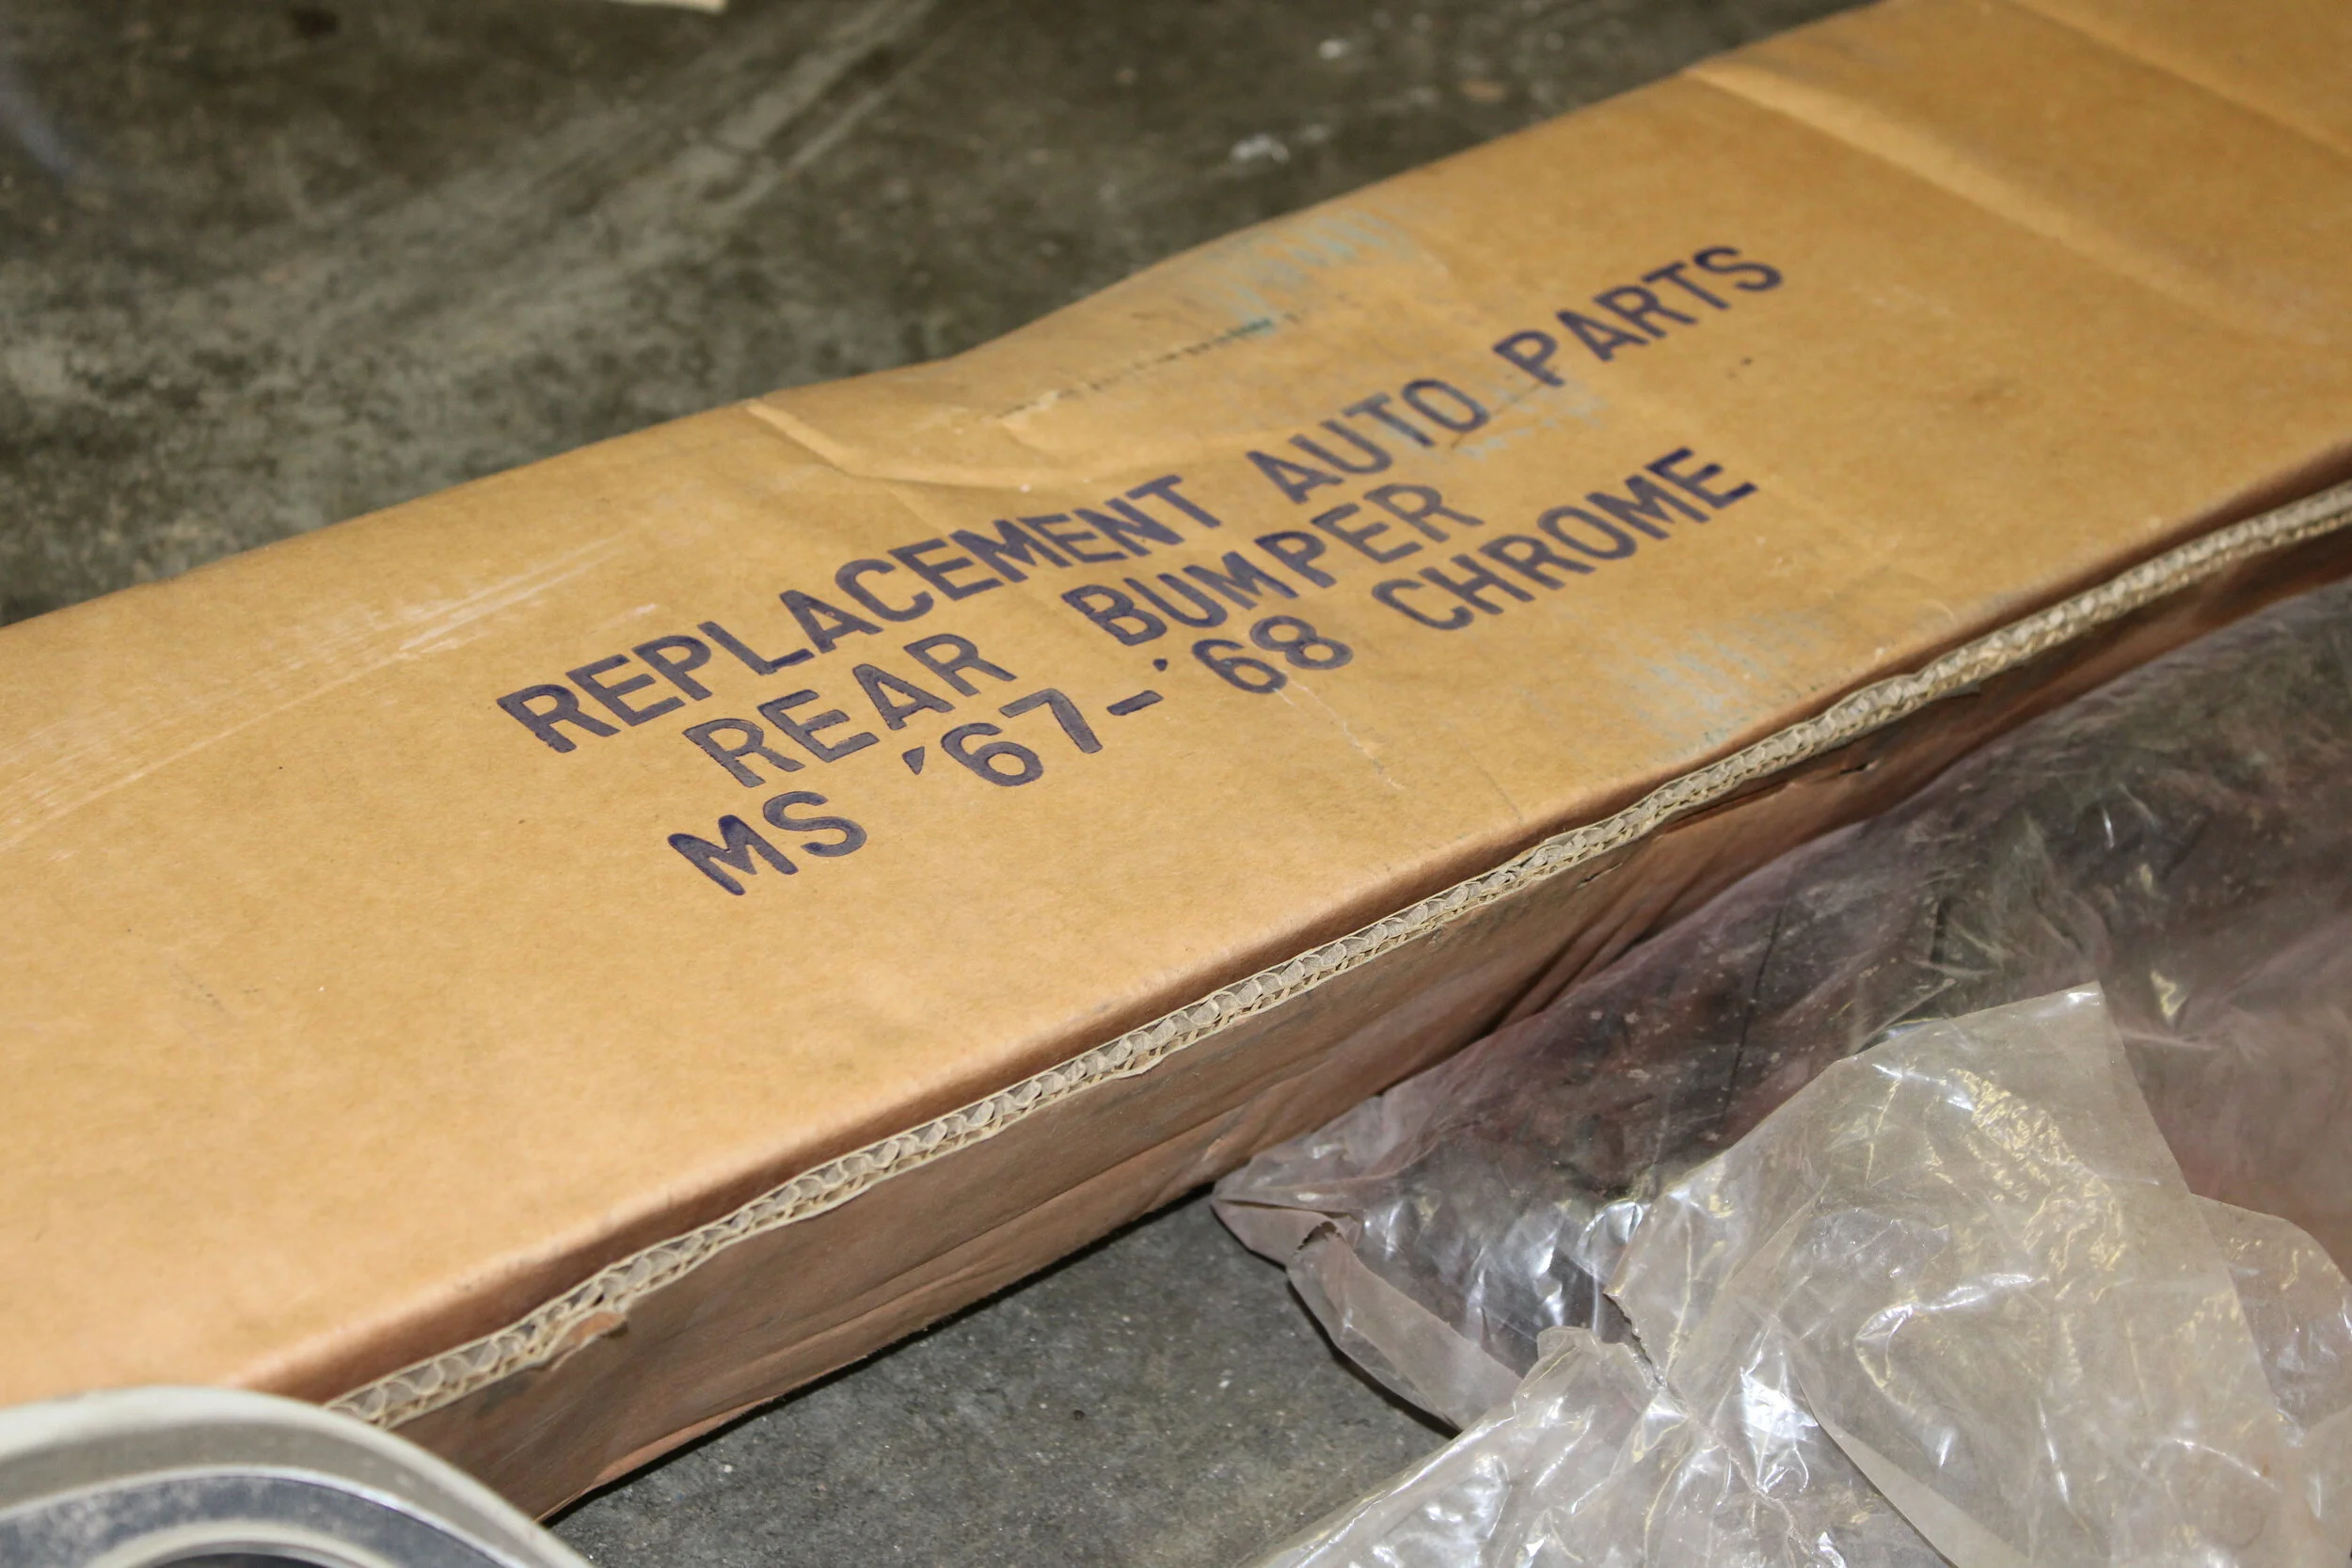 REPLACEMENT AUTO PARTS
REAR BUMPER
MS '67-'68 CHROME